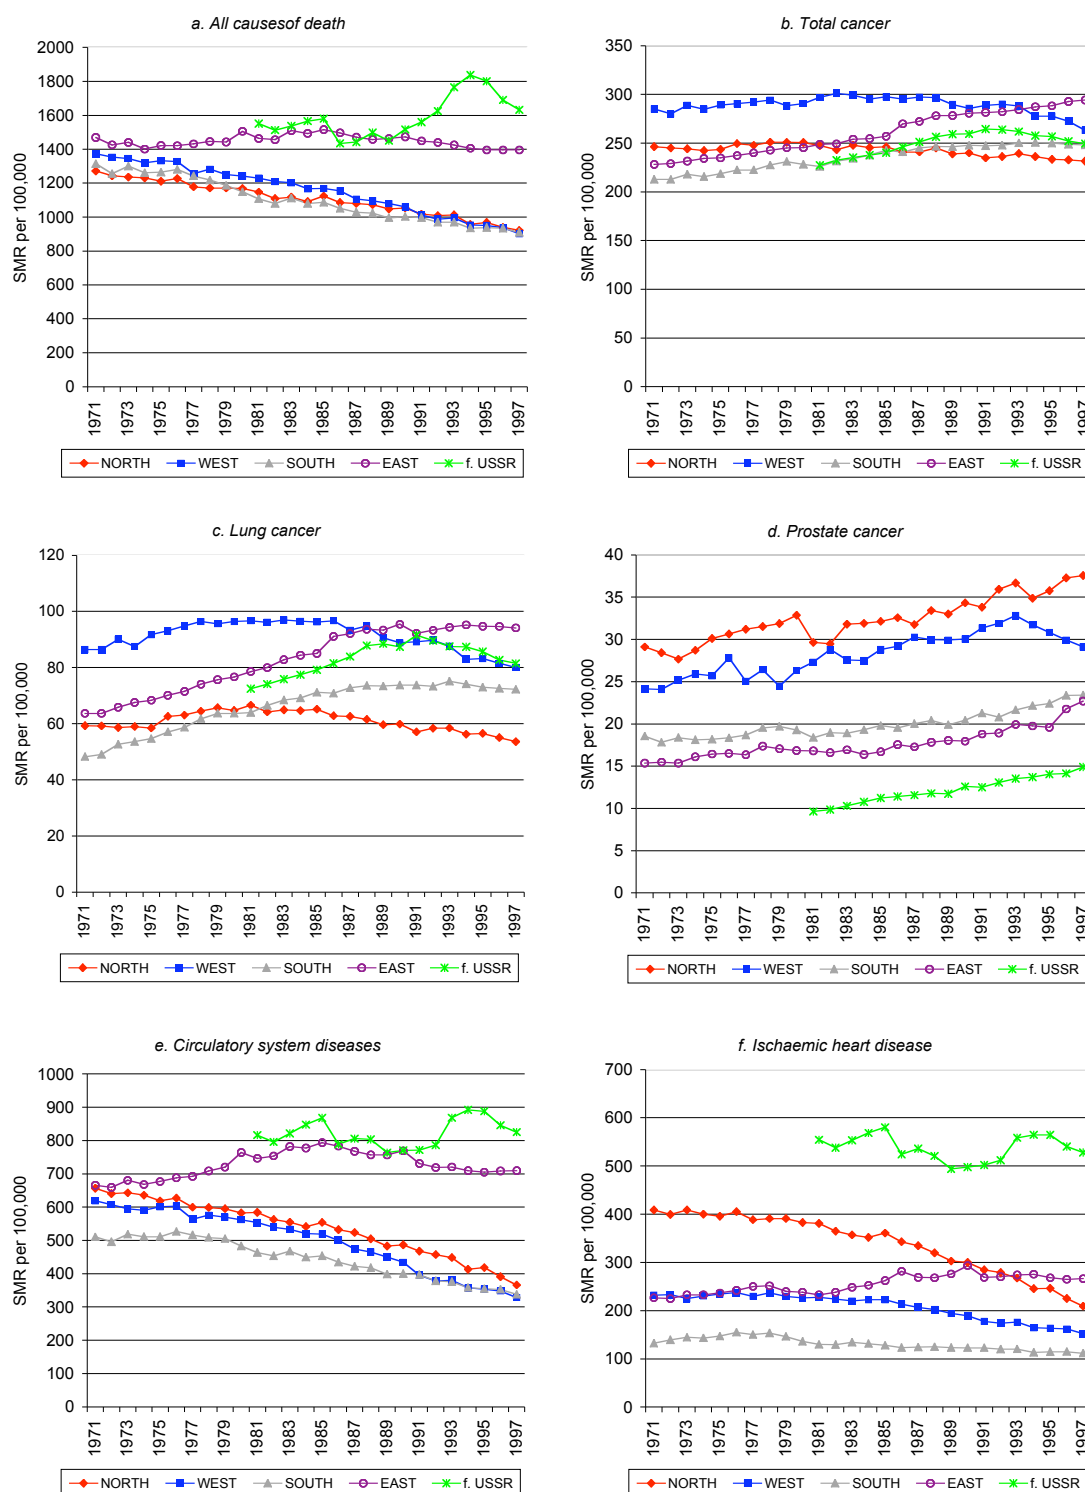 a. All causesof death
SMR per 100,000
2000
1800
1600
1400
1200
1000
800
600
400
200
0
1971 1973 1975 1977 1979 1981 1983 1985 1987 1989 1991 1993 1995 1997
NORTH WEST SOUTH EAST f. USSR
b. Total cancer
SMR per 100,000
350
300
250
200
150
100
50
0
1971 1973 1975 1977 1979 1981 1983 1985 1987 1989 1991 1993 1995 1997
NORTH WEST SOUTH EAST f. USSR
c. Lung cancer
SMR per 100,000
120
100
80
60
40
20
0
1971 1973 1975 1977 1979 1981 1983 1985 1987 1989 1991 1993 1995 1997
NORTH WEST SOUTH EAST f. USSR
d. Prostate cancer
SMR per 100,000
40
35
30
25
20
15
10
5
0
1971 1973 1975 1977 1979 1981 1983 1985 1987 1989 1991 1993 1995 1997
NORTH WEST SOUTH EAST f. USSR
e. Circulatory system diseases
SMR per 100,000
1000
900
800
700
600
500
400
300
200
100
0
1971 1973 1975 1977 1979 1981 1983 1985 1987 1989 1991 1993 1995 1997
NORTH WEST SOUTH EAST f. USSR
f. Ischaemic heart disease
SMR per 100,000
700
600
500
400
300
200
100
0
1971 1973 1975 1977 1979 1981 1983 1985 1987 1989 1991 1993 1995 1997
NORTH WEST SOUTH EAST f. USSR